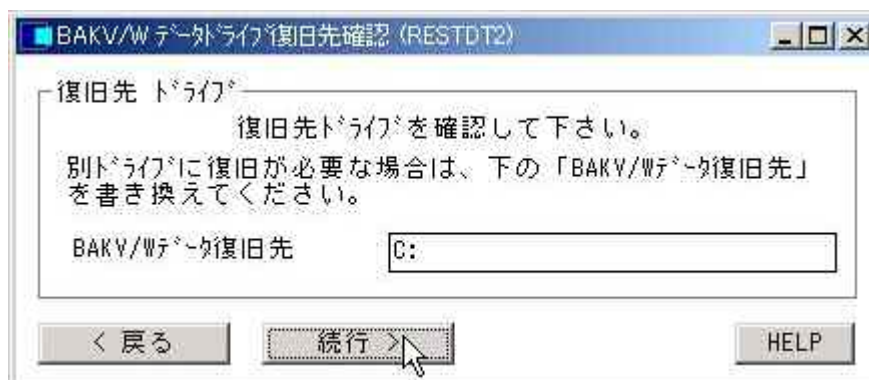 BAKV/W ﾃﾞｰﾀﾄﾞﾗｲﾌﾞ復旧先確認 (RESTDT2)
復旧先 ﾄﾞﾗｲﾌﾞ
復旧先ﾄﾞﾗｲﾌﾞを確認して下さい。
別ﾄﾞﾗｲﾌﾞに復旧が必要な場合は、下の「BAKV/Wﾃﾞｰﾀ復旧先」
を書き換えてください。
BAKV/Wﾃﾞｰﾀ復旧先 C:
< 戻る 続行 > HELP